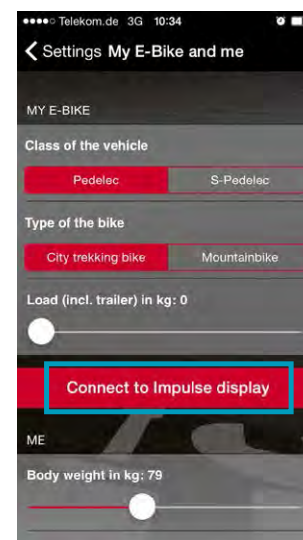 Telekom.de 3G 10:34
Settings My E-Bike and me
MY E-BIKE
Class of the vehicle
Pedelec S-Pedelec
Type of the bike
City trekking bike Mountainbike
Load (incl. trailer) in kg: 0
Connect to Impulse display
ME
Body weight in kg: 79